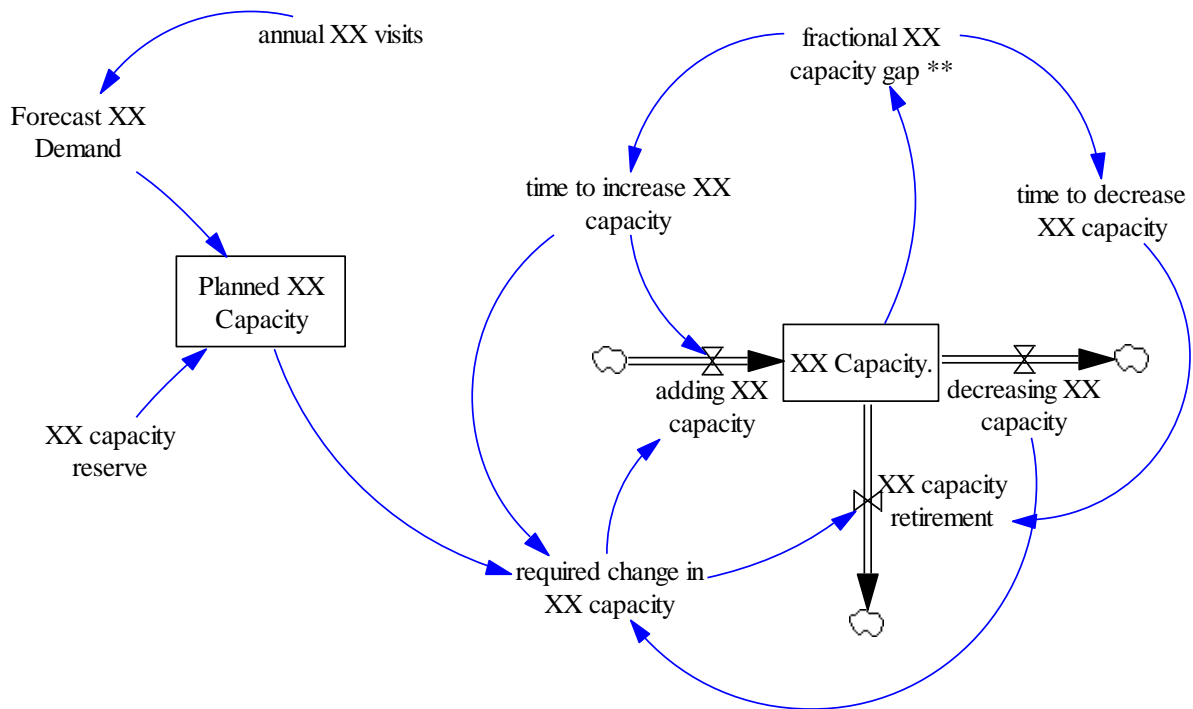 annual XX visits
fractional XX
capacity gap **
Forecast XX
Demand
time to increase XX
capacity
time to decrease
XX capacity
Planned XX
Capacity
XX Capacity.
adding XX
capacity
decreasing XX
capacity
XX capacity
reserve
XX capacity
retirement
required change in
XX capacity